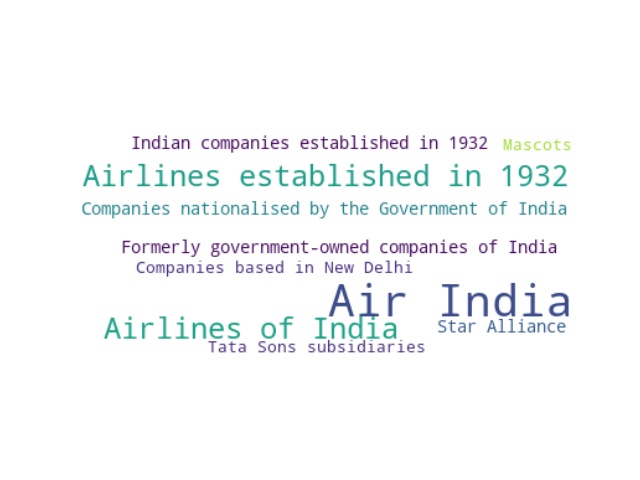 Indian companies established in 1932 Mascots
Airlines established in 1932
Companies nationalised by the Government of India
Formerly government-owned companies of India
Companies based in New Delhi
Air India
Airlines of India Star Alliance
Tata Sons subsidiaries